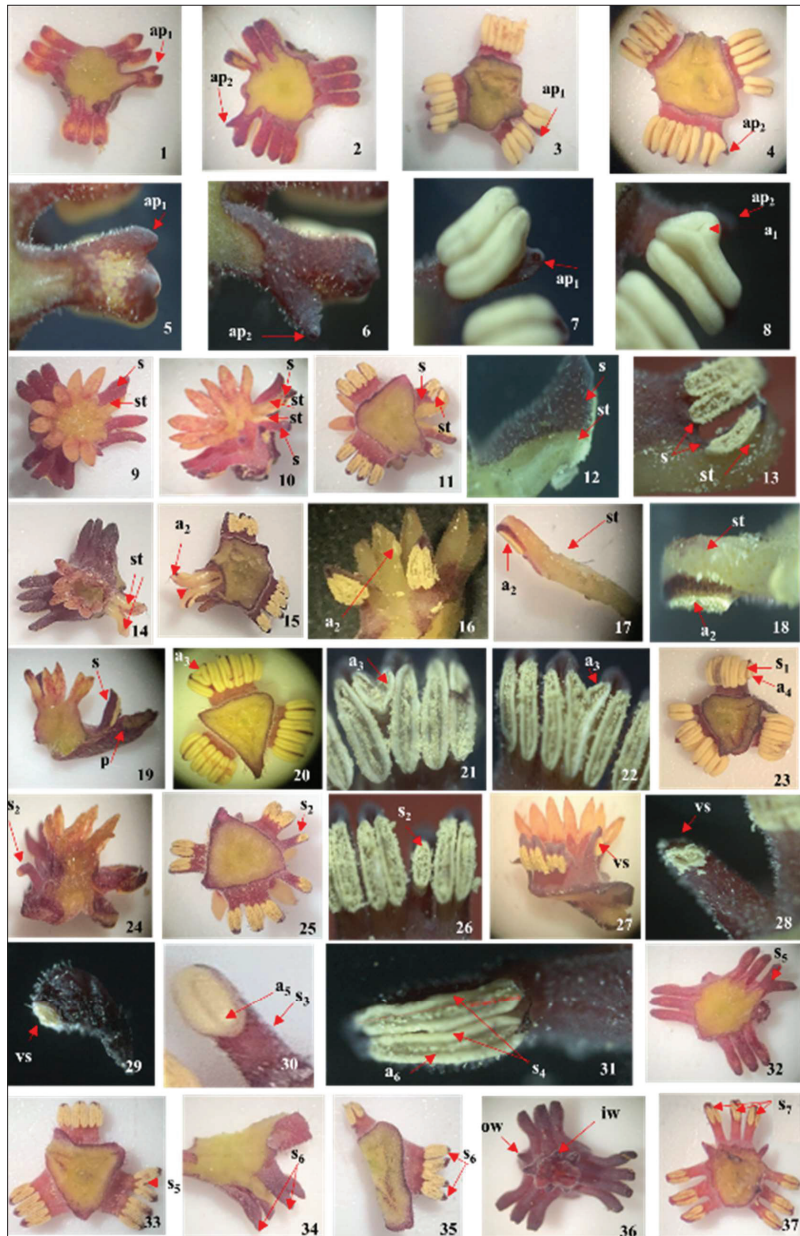 ap1
ap2
ap1
ap2
1
2
3
4
ap1
ap2
ap1
ap2
a1
5
6
7
8
s
st
s
st
st
s
s
st
s
st
s
st
9
10
11
12
13
st
a2
a2
st
a2
st
a2
14
15
16
17
18
s
p
a3
a3
a3
s1
a4
19
20
21
22
23
s2
s2
s2
vs
vs
24
25
26
27
28
vs
a5
s3
a6
s4
s5
29
30
31
32
s5
s6
s6
ow
iw
s7
33
34
35
36
37